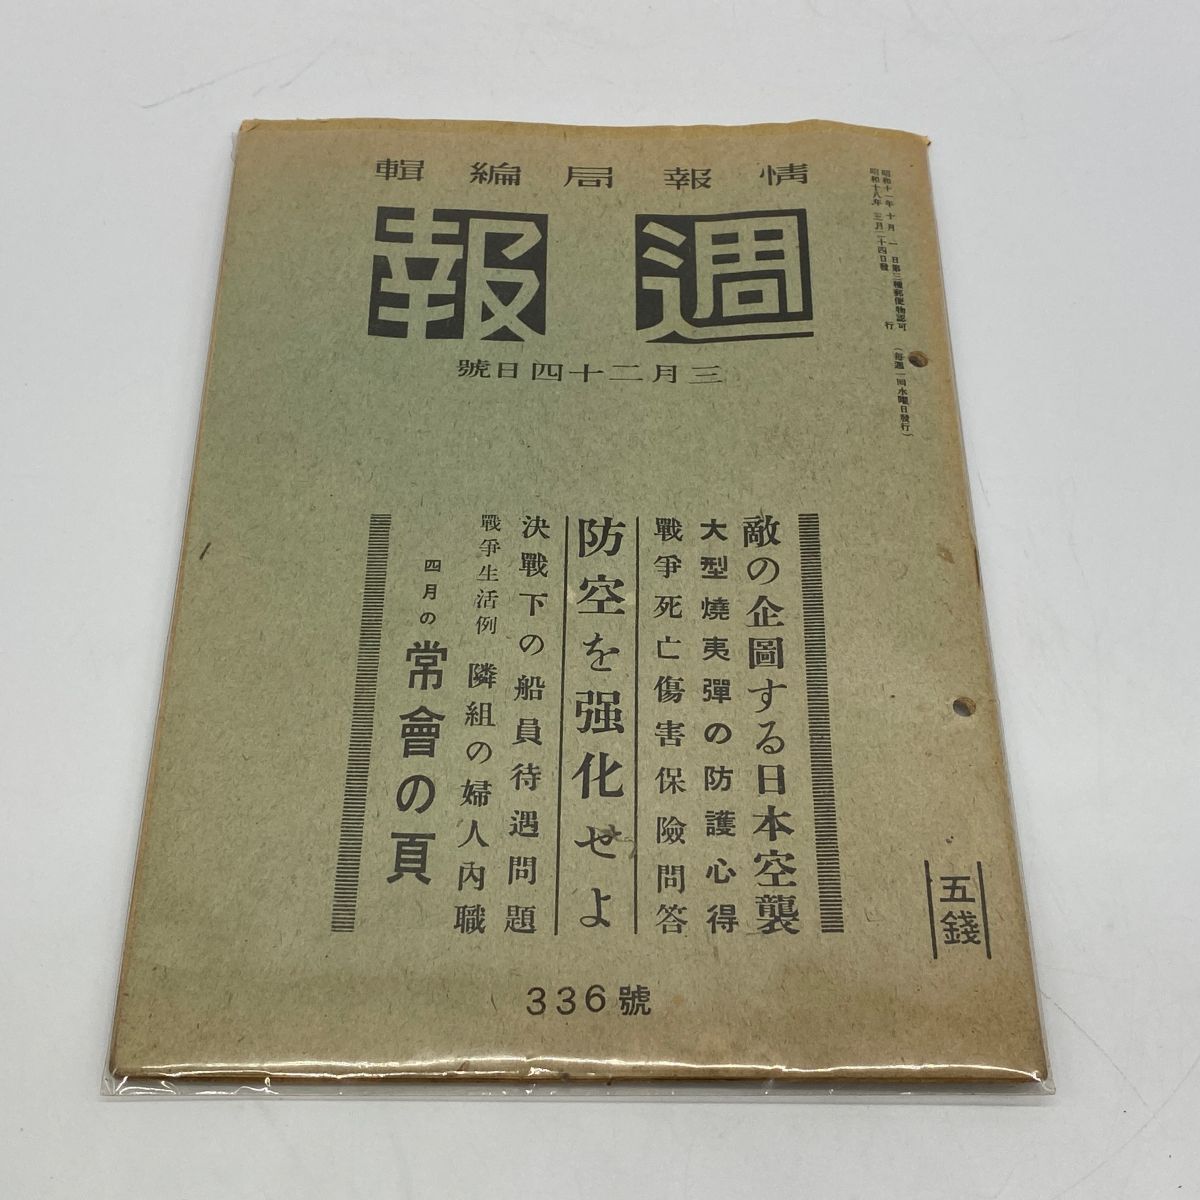 昭和十一年十月一日第三種郵便物認可
昭和十八年三月二十四日發行
(每週一回水曜日發行)
情報局編輯
週報
三月二十四日號
敵の企圖する日本空襲
大型燒夷彈の防護心得
戰爭死亡傷害保險問答
防空を强化せよ
決戰下の船員待遇問題
戰爭生活例 隣組の婦人內職
四月の常會の頁
五錢
336號